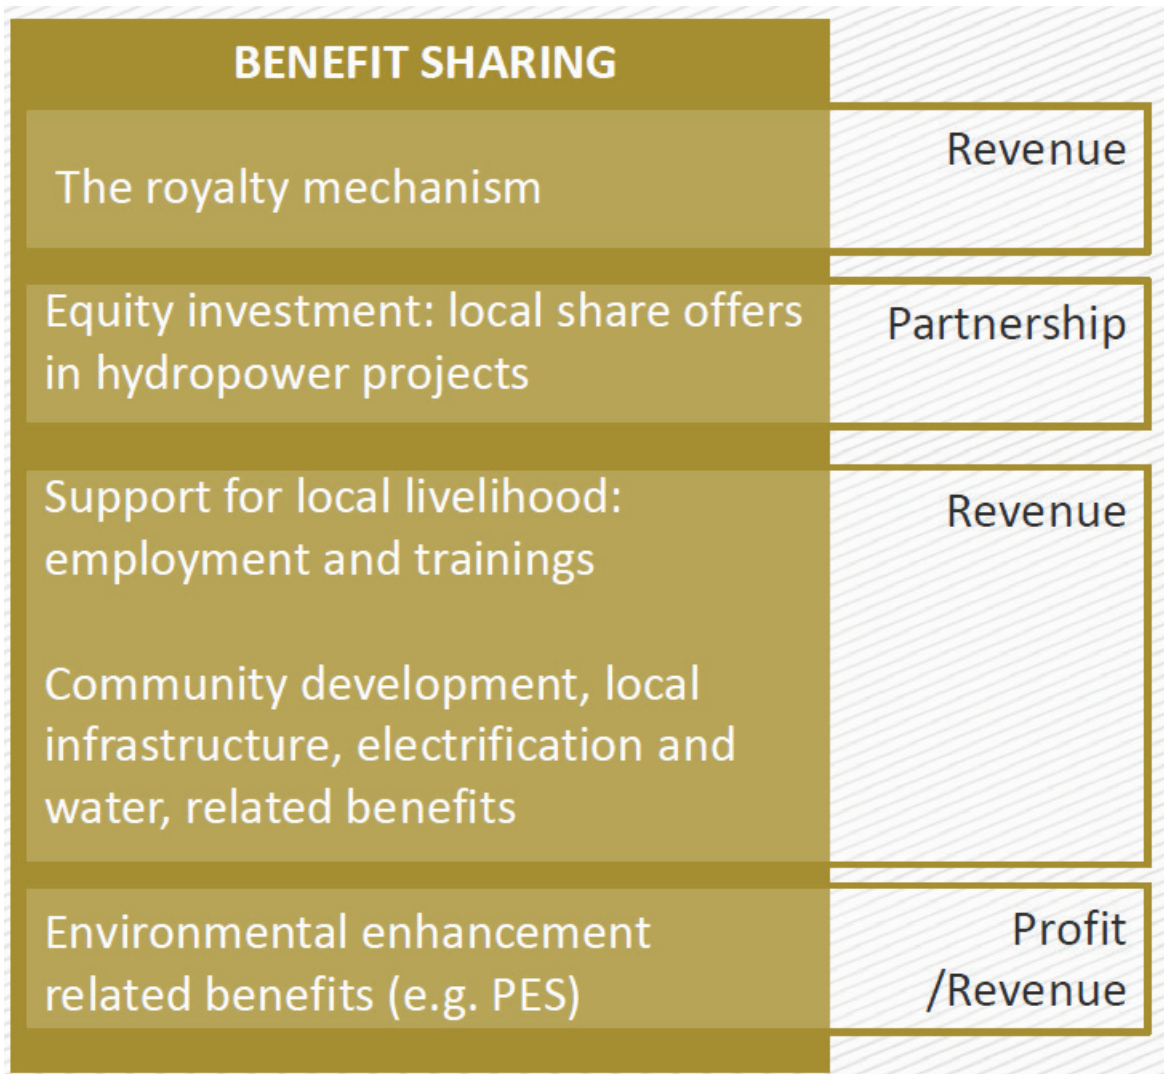 BENEFIT SHARING
The royalty mechanism
Revenue
Equity investment: local share offers
in hydropower projects
Partnership
Support for local livelihood:
employment and trainings
Community development, local
infrastructure, electrification and
water, related benefits
Revenue
Environmental enhancement
related benefits (e.g. PES)
Profit
/Revenue